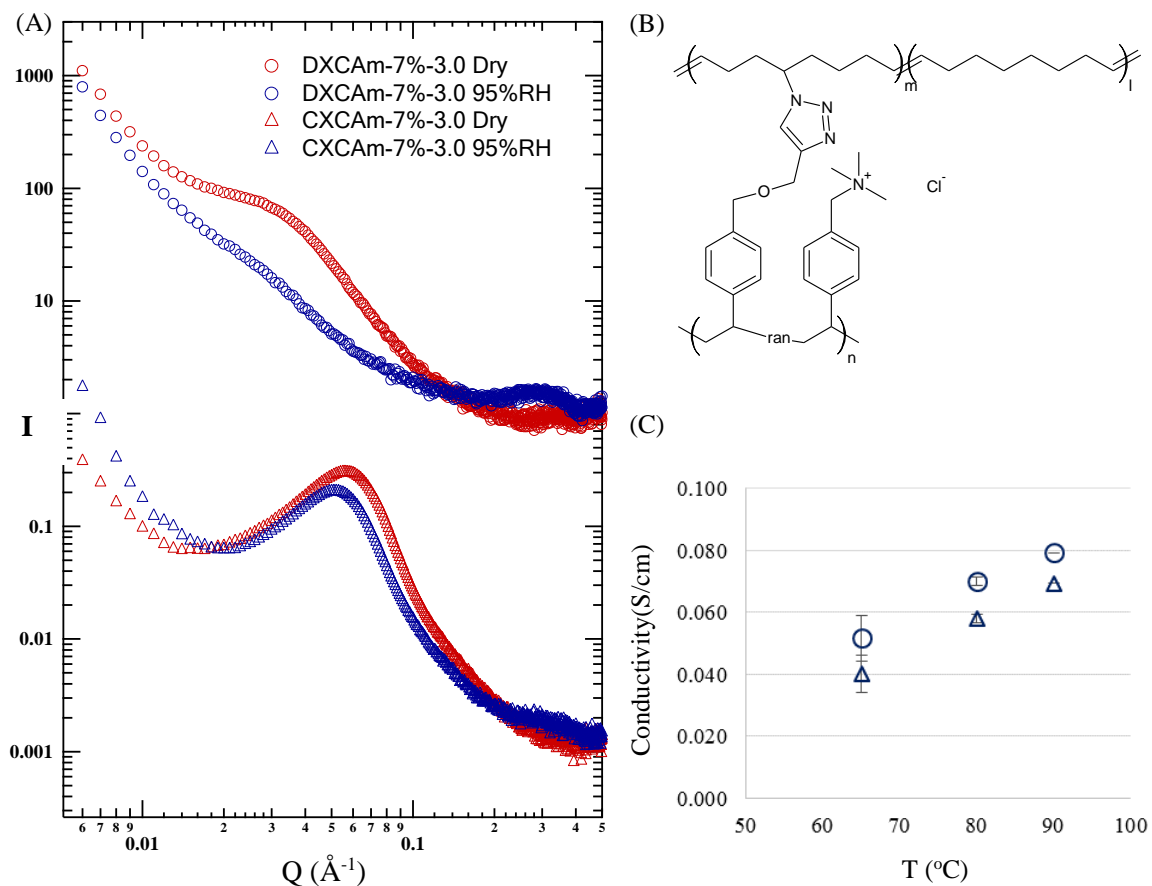 (A)
1000
100
10
I
0.1
0.01
0.001
DXCAm-7%-3.0 Dry
DXCAm-7%-3.0 95%RH
CXCAm-7%-3.0 Dry
CXCAm-7%-3.0 95%RH
6 7 8 9 2 3 4 5 6 7 8 9 2 3 4 5
0.01 0.1
Q (Å⁻¹)
(B)
m l
N N
N
O
N⁺
Cl⁻
ran
n
(C)
Conductivity(S/cm)
0.100
0.080
0.060
0.040
0.020
0.000
50 60 70 80 90 100
T (°C)